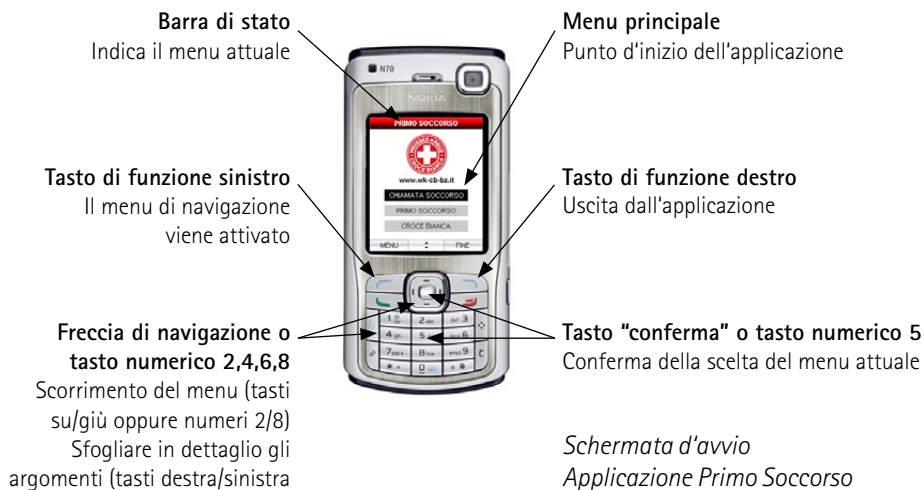 Barra di stato
Indica il menu attuale
Menu principale
Punto d'inizio dell'applicazione
N70
NOKIA
PRIMO SOCCORSO
WEISSES KREUZ
CROCE BIANCA
www.wk-cb-bz.it
CHIAMATA SOCCORSO
PRIMO SOCCORSO
CROCE BIANCA
MENU
FINE
Tasto di funzione sinistro
Il menu di navigazione
viene attivato
Tasto di funzione destro
Uscita dall'applicazione
Freccia di navigazione o
tasto numerico 2,4,6,8
Scorrimento del menu (tasti
su/giù oppure numeri 2/8)
Sfogliare in dettaglio gli
argomenti (tasti destra/sinistra
Tasto "conferma" o tasto numerico 5
Conferma della scelta del menu attuale
Schermata d'avvio
Applicazione Primo Soccorso